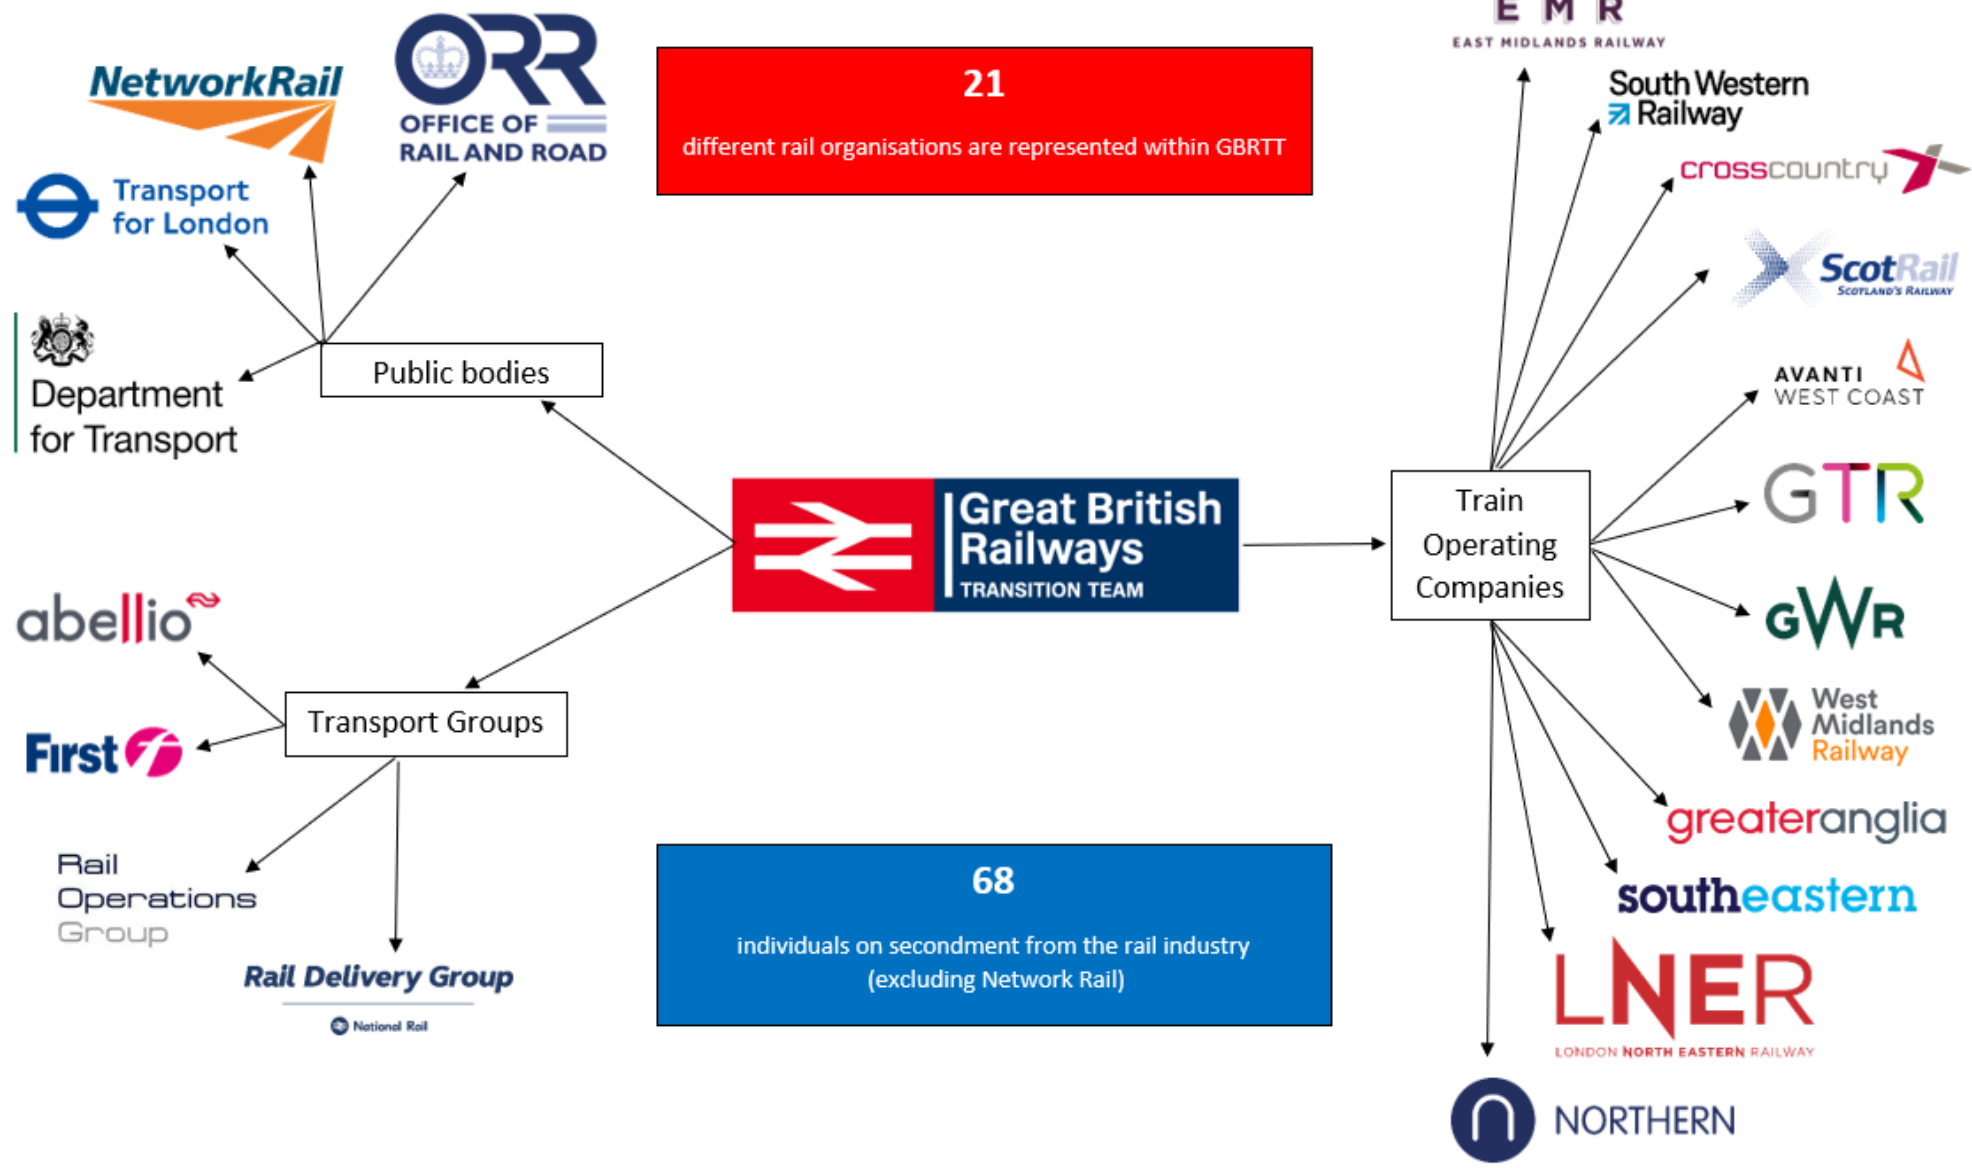 NetworkRail
ORR
OFFICE OF
RAIL AND ROAD
Transport
for London
Department
for Transport
Public bodies
21
different rail organisations are represented within GBRTT
EMR
EAST MIDLANDS RAILWAY
South Western
Railway
crosscountry
ScotRail
SCOTLAND'S RAILWAY
AVANTI
WEST COAST
GTR
GWR
West
Midlands
Railway
greateranglia
southeastern
LNER
LONDON NORTH EASTERN RAILWAY
NORTHERN
Train
Operating
Companies
Great British
Railways
TRANSITION TEAM
abellio
First
Transport Groups
Rail
Operations
Group
Rail Delivery Group
National Rail
68
individuals on secondment from the rail industry
(excluding Network Rail)